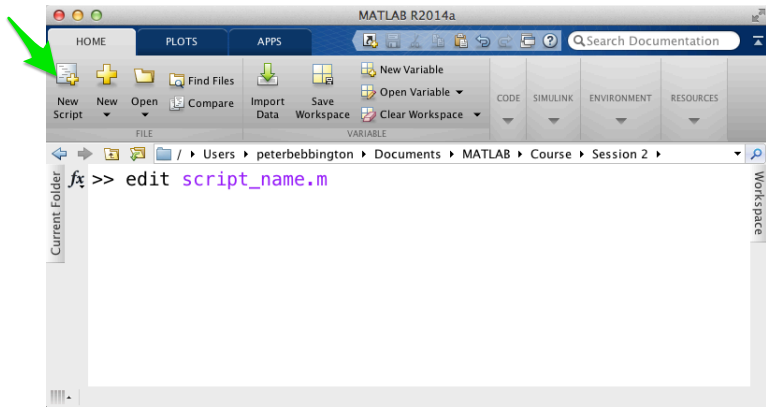 MATLAB R2014a
HOME PLOTS APPS Search Documentation
New Script
New
Open
Find Files
Compare
Import Data
Save Workspace
New Variable
Open Variable
Clear Workspace
CODE SIMULINK ENVIRONMENT RESOURCES
FILE VARIABLE
/ Users peterbebbington Documents MATLAB Course Session 2
Current Folder
fx >> edit script_name.m
Workspace